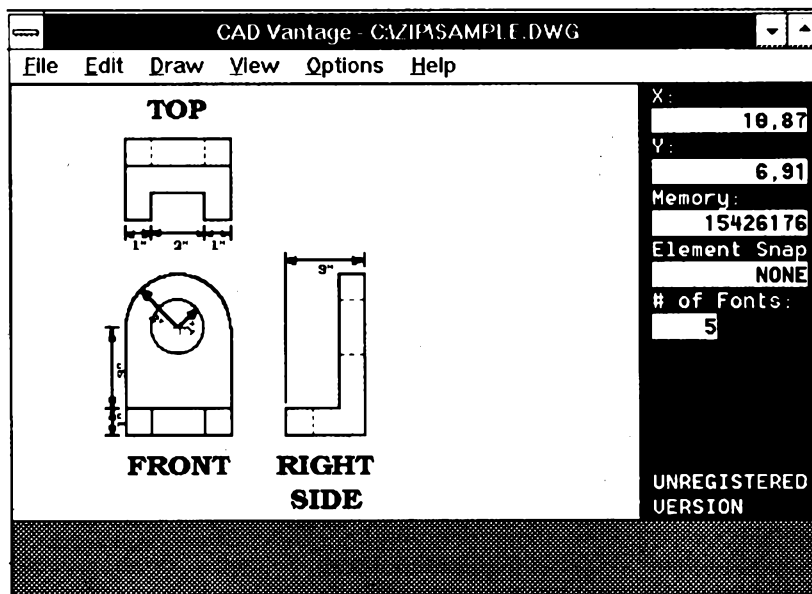 CAD Vantage - C:\ZIP\SAMPLE.DWG
File Edit Draw View Options Help
TOP
1" 2" 1"
FRONT
RIGHT
SIDE
X:
10,87
Y:
6,91
Memory:
15426176
Element Snap
NONE
# of Fonts:
5
UNREGISTERED
VERSION